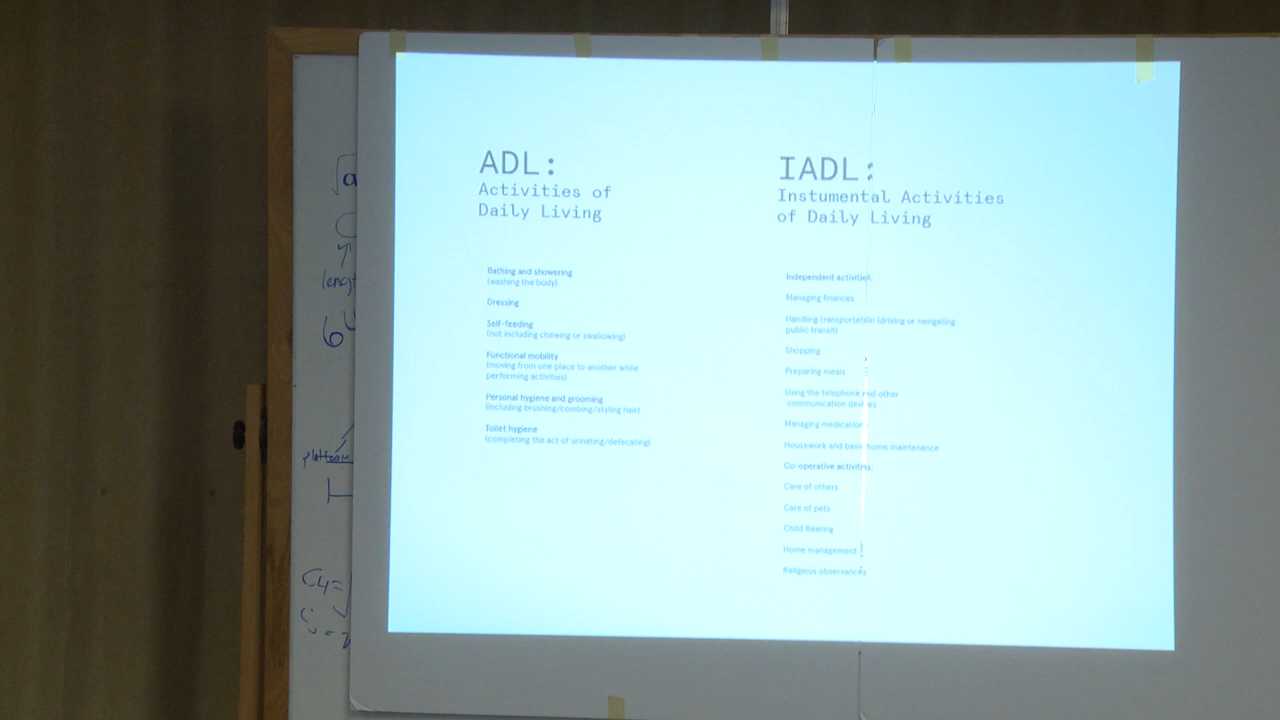 ADL:
Activities of
Daily Living
Bathing and showering
(washing the body)
Dressing
Self-feeding
(not including chewing or swallowing)
Functional mobility
(moving from one place to another while
performing activities)
Personal hygiene and grooming
(including brushing/combing/styling hair)
Toilet hygiene
(completing the act of urinating/defecating)
IADL:
Instumental Activities
of Daily Living
Independent activities:
Managing finances
Handling transportation (driving or navigating
public transit)
Shopping
Preparing meals
Using the telephone and other
communication devices
Managing medications
Housework and basic home maintenance
Co-operative activities:
Care of others
Care of pets
Child Rearing
Home management
Religious observances
a
6
platform
T